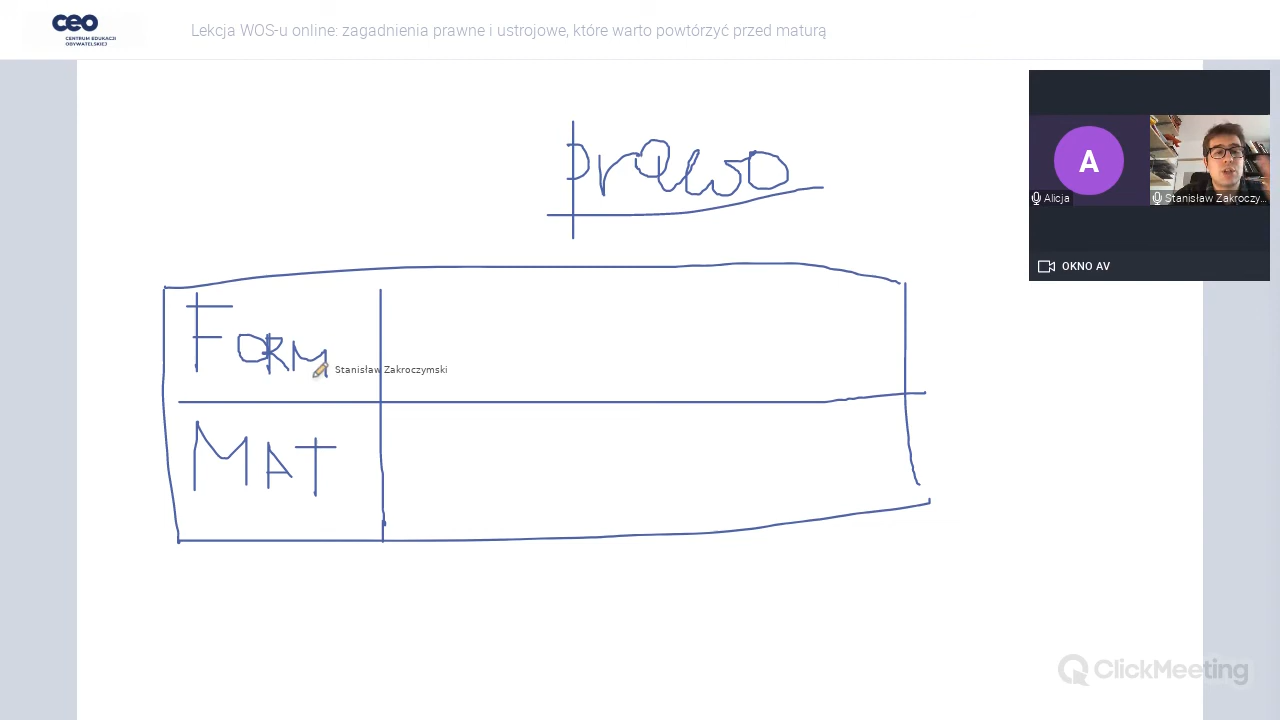 ceo
CENTRUM EDUKACJI
OBYWATELSKIEJ
Lekcja WOS-u online: zagadnienia prawne i ustrojowe, które warto powtórzyć przed maturą
prawo
FORM
Stanisław Zakroczymski
MAT
A
Alicja
Stanisław Zakroczy...
OKNO AV
ClickMeeting